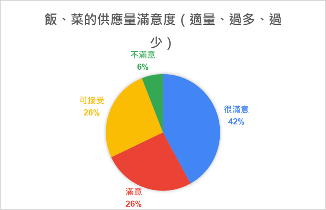 飯、菜的供應量滿意度（適量、過多、過
少）
不滿意
6%
可接受
26%
很滿意
42%
滿意
26%